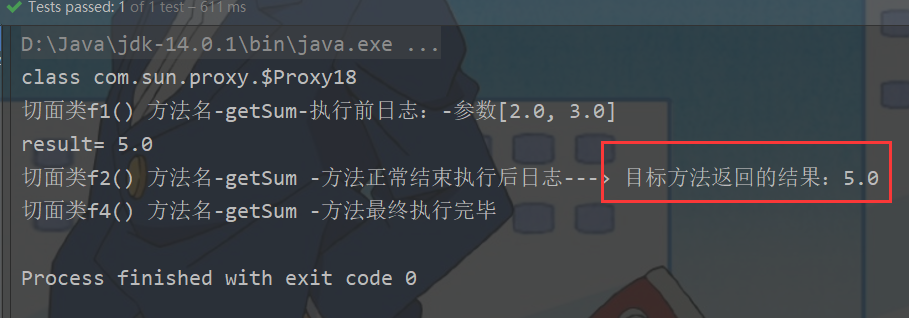 Tests passed: 1 of 1 test – 611 ms
D:\Java\jdk-14.0.1\bin\java.exe ...
class com.sun.proxy.$Proxy18
切面类f1() 方法名-getSum-执行前日志：-参数[2.0, 3.0]
result= 5.0
切面类f2() 方法名-getSum -方法正常结束执行后日志---> 目标方法返回的结果：5.0
切面类f4() 方法名-getSum -方法最终执行完毕
Process finished with exit code 0